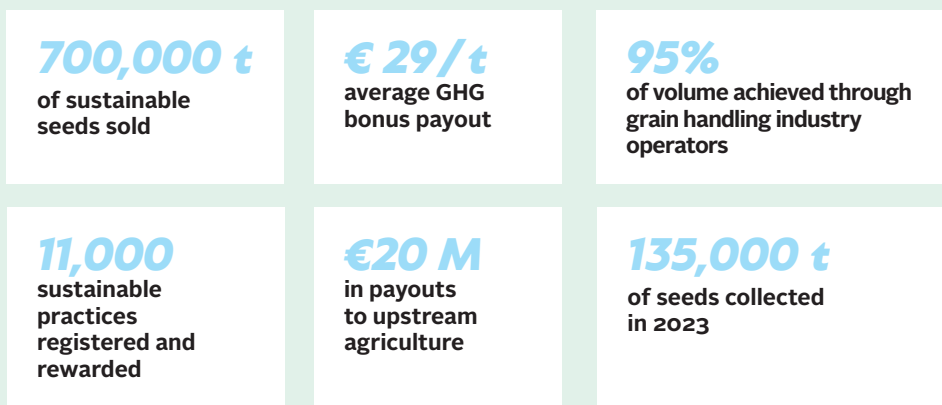 700,000 t
of sustainable
seeds sold
€ 29/t
average GHG
bonus payout
95%
of volume achieved through
grain handling industry
operators
11,000
sustainable
practices
registered and
rewarded
€20 M
in payouts
to upstream
agriculture
135,000 t
of seeds collected
in 2023